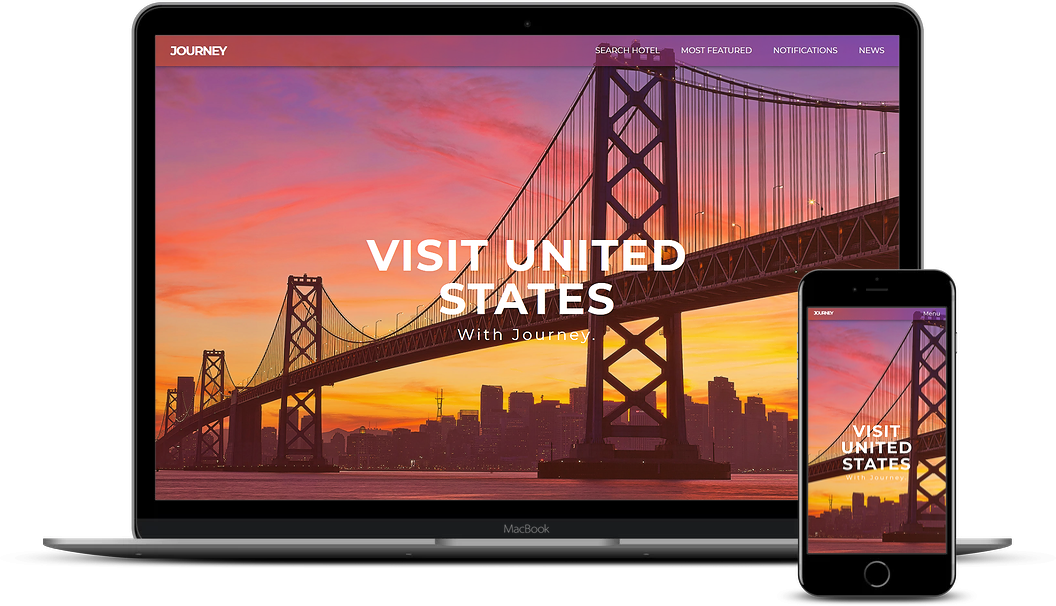 JOURNEY
SEARCH HOTEL
MOST FEATURED
NOTIFICATIONS
NEWS
VISIT UNITED
STATES
With Journey.
MacBook
JOURNEY
Menu
VISIT
UNITED
STATES
With Journey.